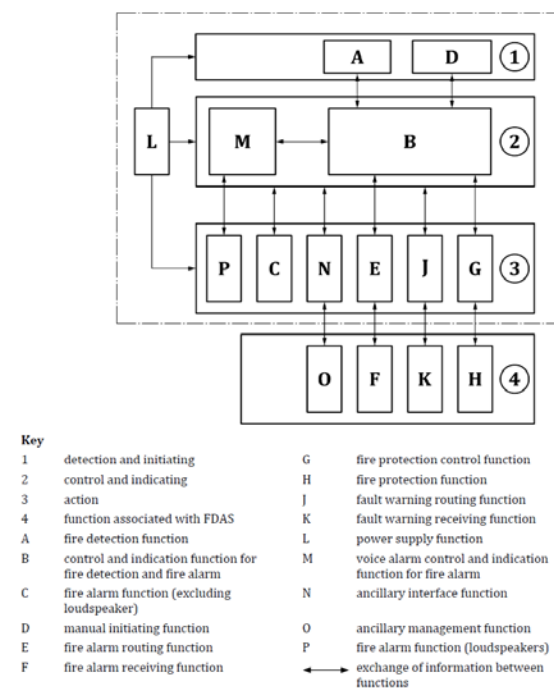 A D 1
L M B 2
P C N E J G 3
O F K H 4
Key
1 detection and initiating
2 control and indicating
3 action
4 function associated with FDAS
A fire detection function
B control and indication function for
fire detection and fire alarm
C fire alarm function (excluding
loudspeaker)
D manual initiating function
E fire alarm routing function
F fire alarm receiving function
G fire protection control function
H fire protection function
J fault warning routing function
K fault warning receiving function
L power supply function
M voice alarm control and indication
function for fire alarm
N ancillary interface function
O ancillary management function
P fire alarm function (loudspeakers)
exchange of information between
functions